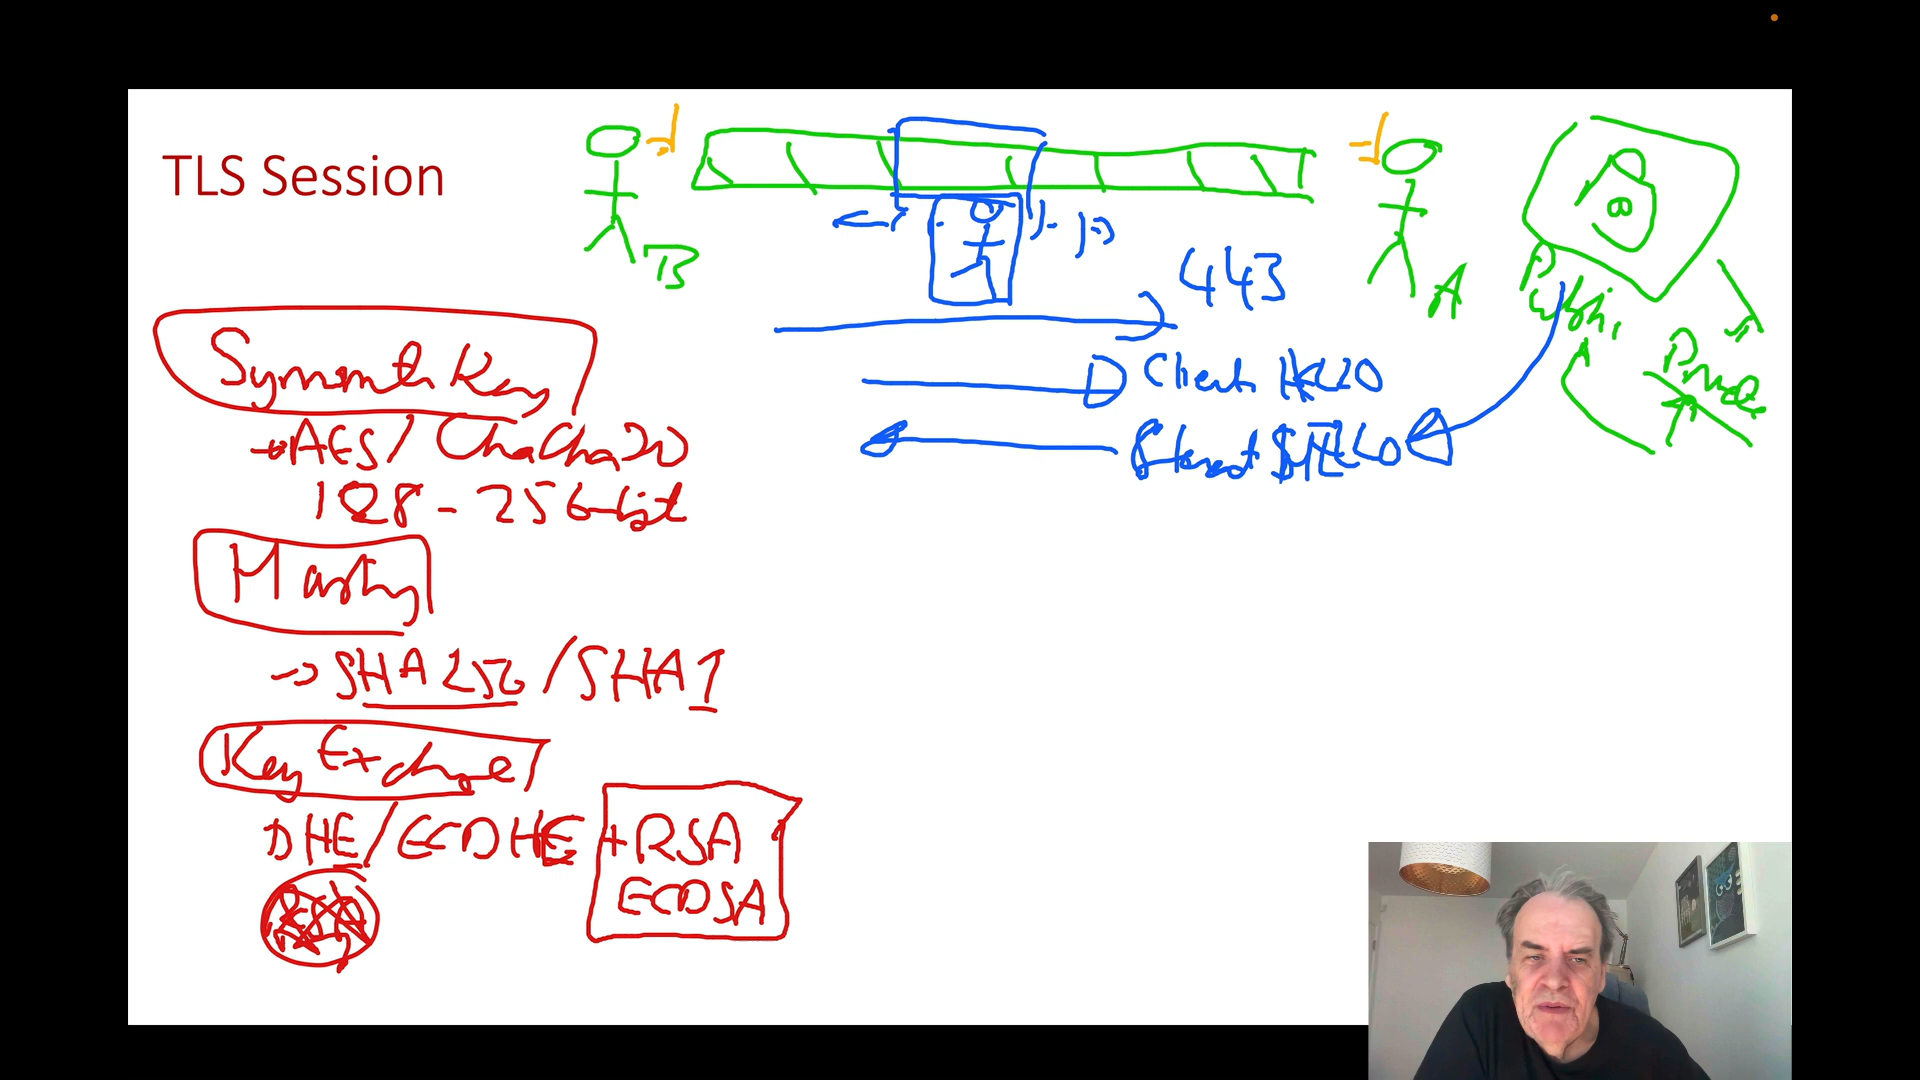 TLS Session
B
A
443
Client HELLO
HELLO
Public
Private
Symmetric Key
→ AES / ChaCha20
128 - 256-bit
Hashing
→ SHA256 / SHA1
Key Exchange
DHE / ECDHE + RSA
ECDSA